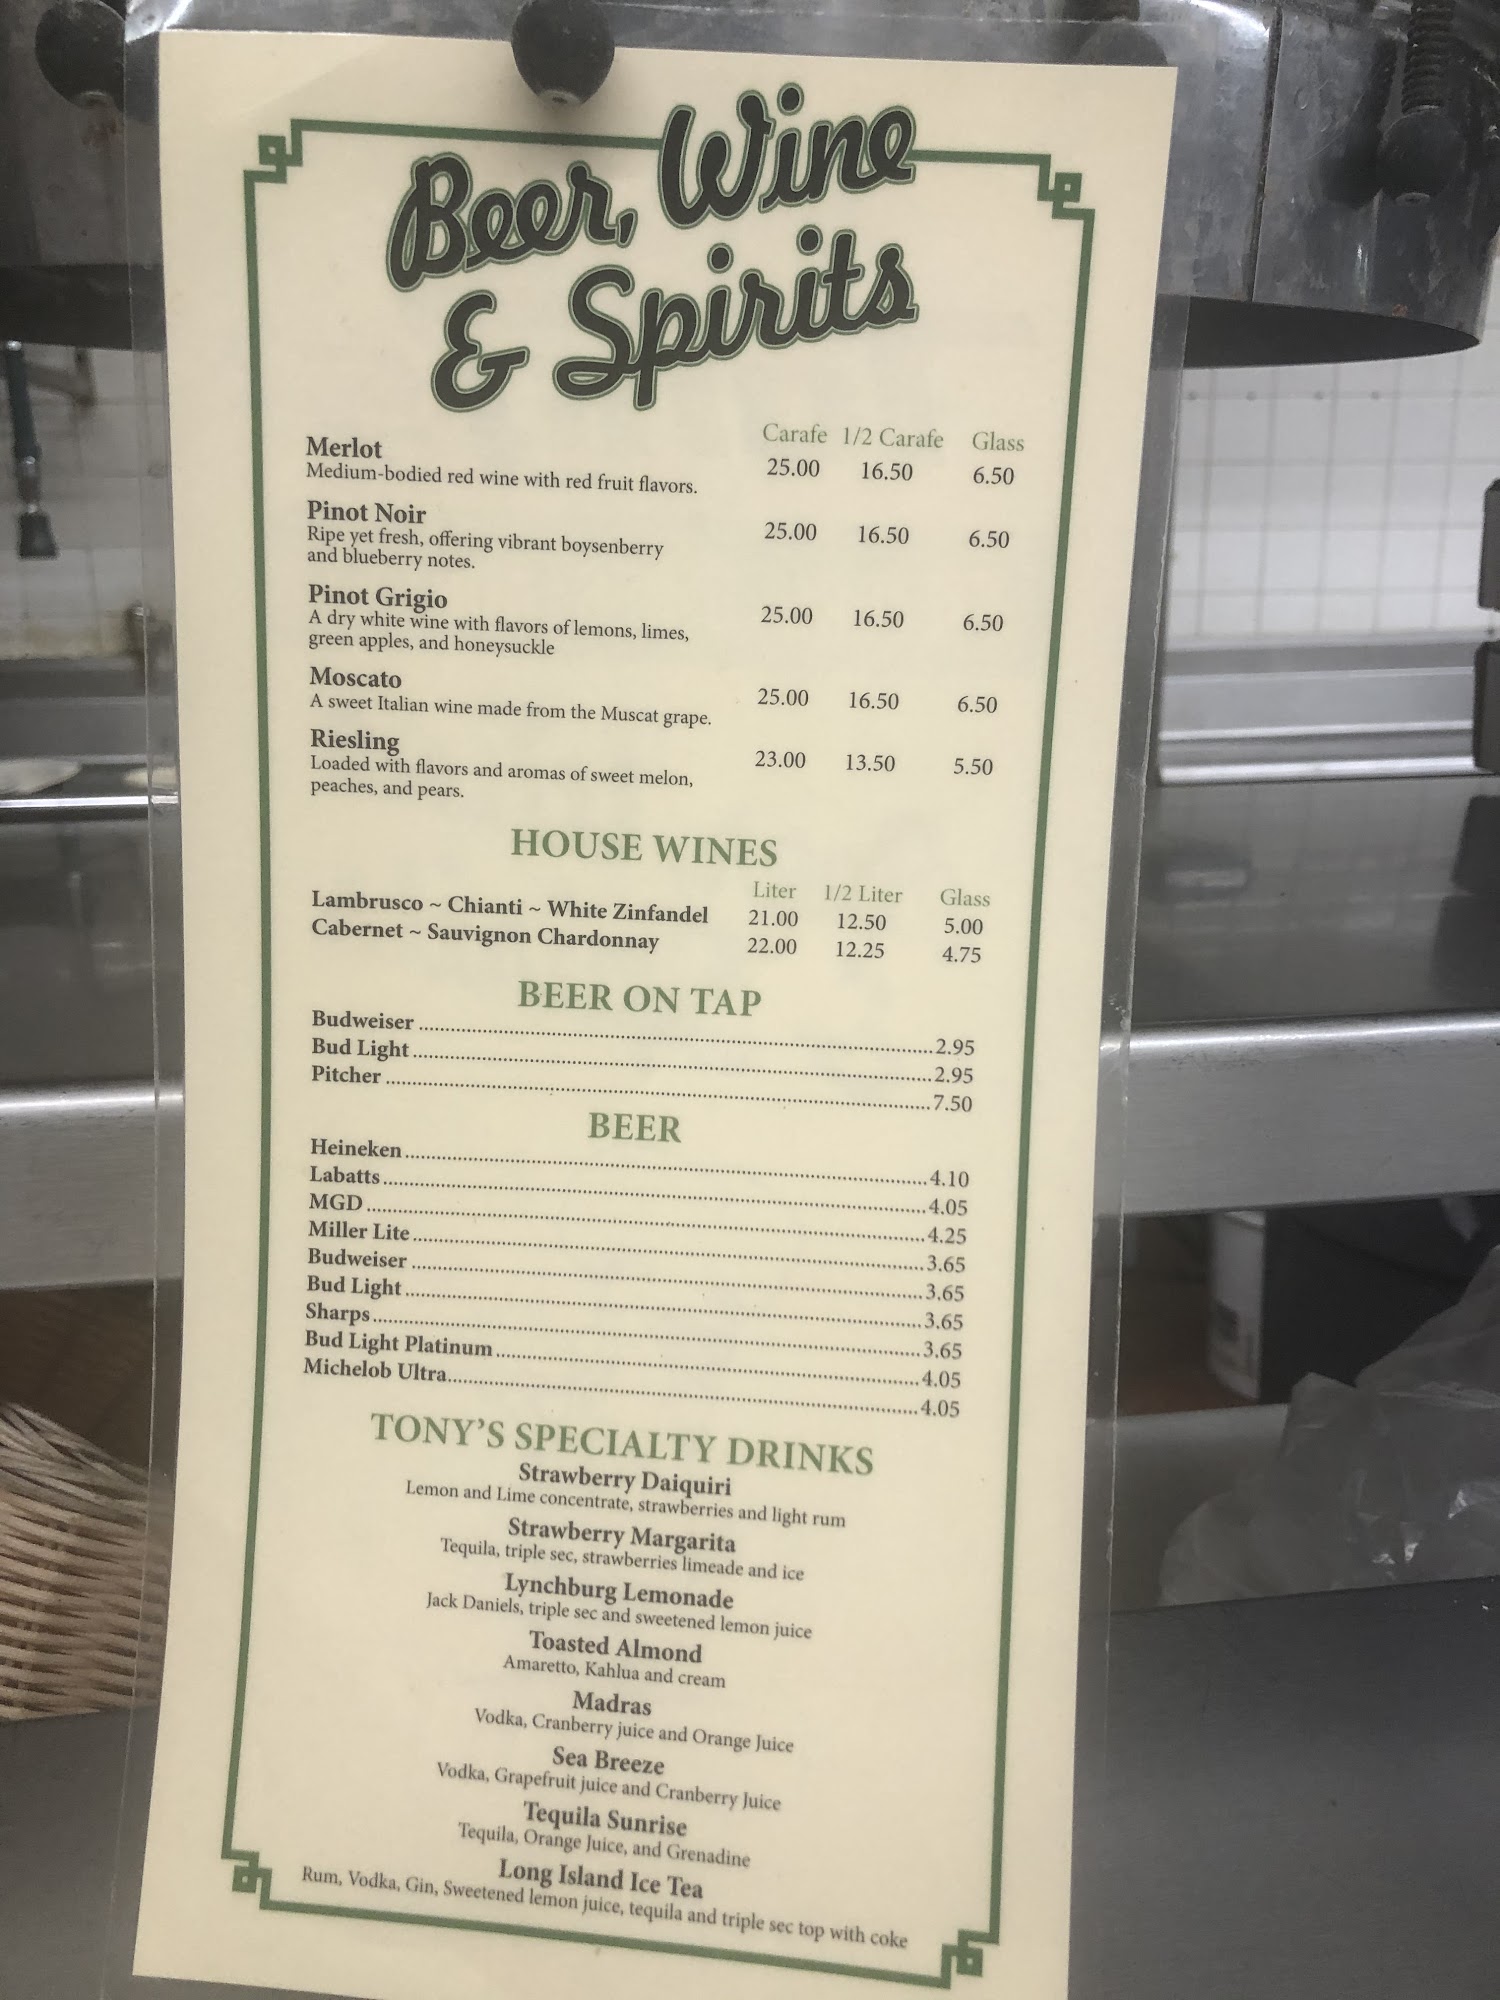 Beer, Wine
& Spirits
Carafe 1/2 Carafe Glass
Merlot
Medium-bodied red wine with red fruit flavors. 25.00 16.50 6.50
Pinot Noir
Ripe yet fresh, offering vibrant boysenberry 25.00 16.50 6.50
and blueberry notes.
Pinot Grigio
A dry white wine with flavors of lemons, limes, 25.00 16.50 6.50
green apples, and honeysuckle
Moscato
A sweet Italian wine made from the Muscat grape. 25.00 16.50 6.50
Riesling
Loaded with flavors and aromas of sweet melon, 23.00 13.50 5.50
peaches, and pears.
HOUSE WINES
Liter 1/2 Liter Glass
Lambrusco ~ Chianti ~ White Zinfandel 21.00 12.50 5.00
Cabernet ~ Sauvignon Chardonnay 22.00 12.25 4.75
BEER ON TAP
Budweiser 2.95
Bud Light 2.95
Pitcher 7.50
BEER
Heineken 4.10
Labatts 4.05
MGD 4.25
Miller Lite 3.65
Budweiser 3.65
Bud Light 3.65
Sharps 3.65
Bud Light Platinum 4.05
Michelob Ultra 4.05
TONY'S SPECIALTY DRINKS
Strawberry Daiquiri
Lemon and Lime concentrate, strawberries and light rum
Strawberry Margarita
Tequila, triple sec, strawberries limeade and ice
Lynchburg Lemonade
Jack Daniels, triple sec and sweetened lemon juice
Toasted Almond
Amaretto, Kahlua and cream
Madras
Vodka, Cranberry juice and Orange Juice
Sea Breeze
Vodka, Grapefruit juice and Cranberry Juice
Tequila Sunrise
Tequila, Orange Juice, and Grenadine
Long Island Ice Tea
Rum, Vodka, Gin, Sweetened lemon juice, tequila and triple sec top with coke